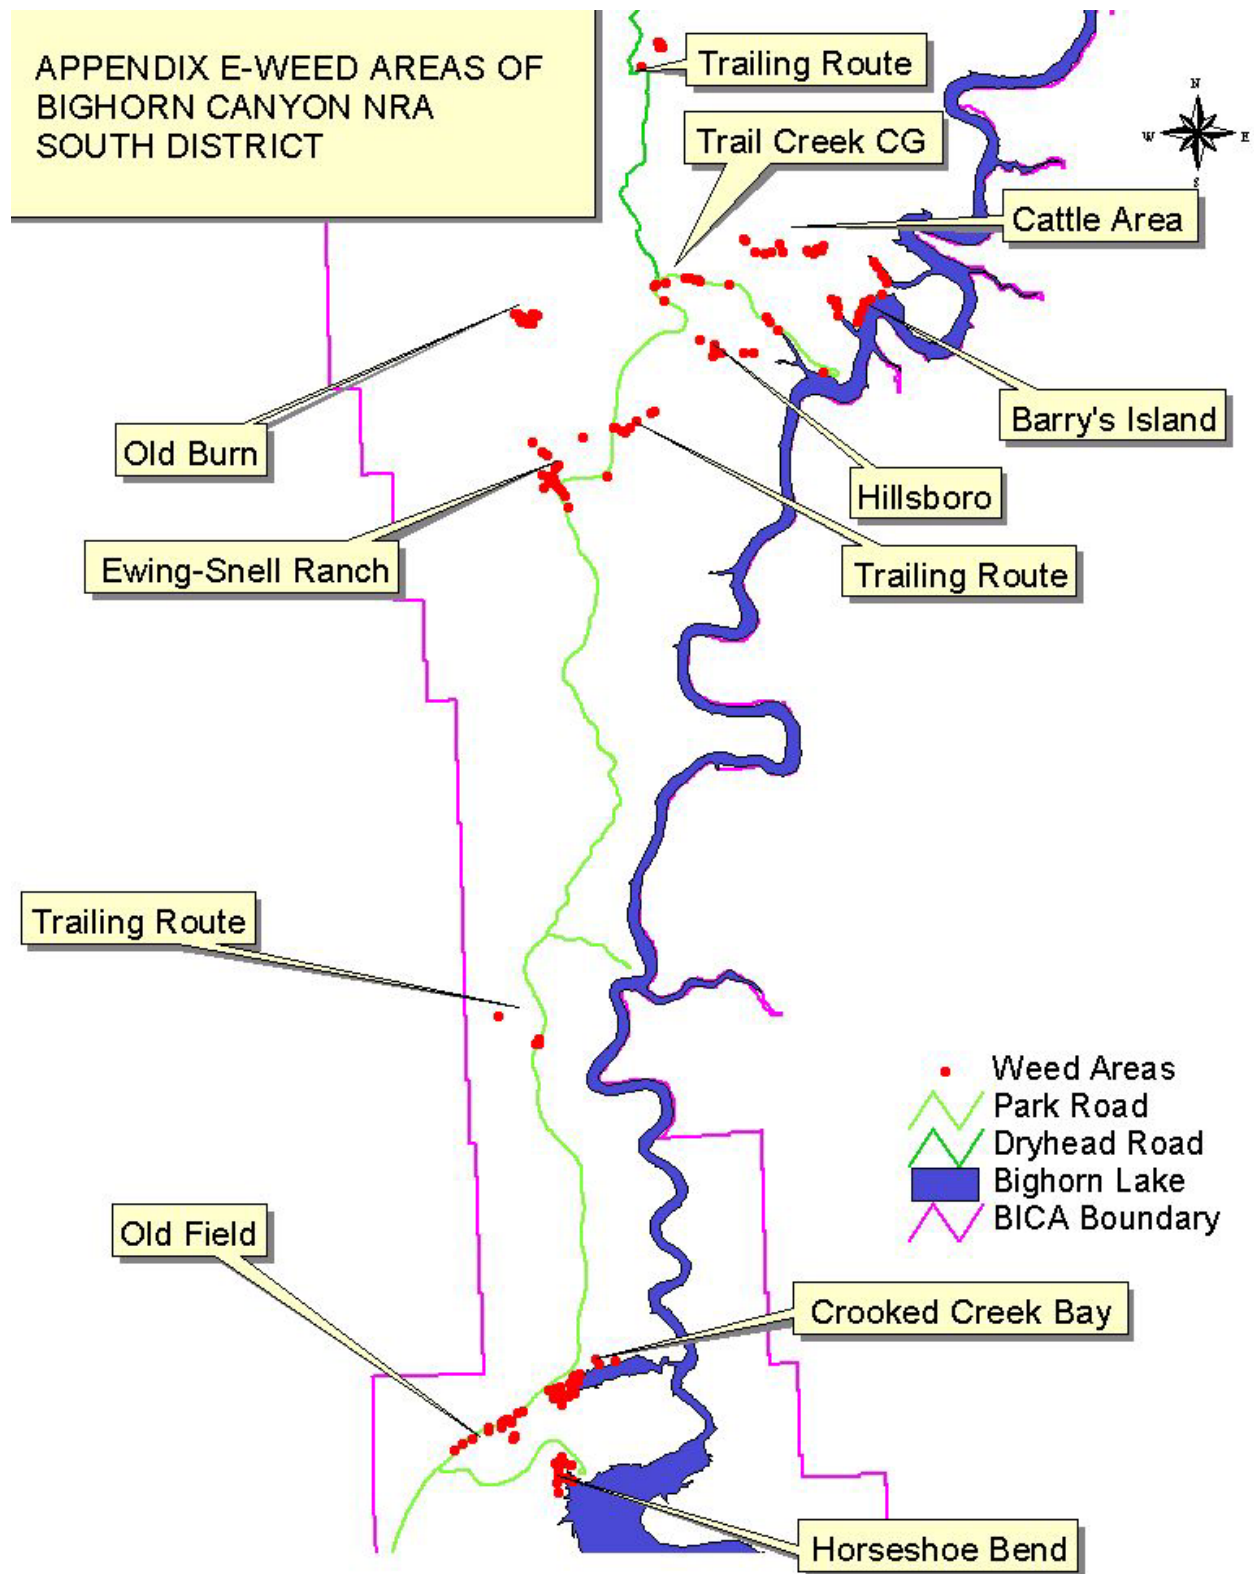 APPENDIX E-WEED AREAS OF
BIGHORN CANYON NRA
SOUTH DISTRICT
Trailing Route
Trail Creek CG
N
W E
S
Cattle Area
Barry's Island
Old Burn
Hillsboro
Ewing-Snell Ranch
Trailing Route
Trailing Route
Weed Areas
Park Road
Dryhead Road
Bighorn Lake
BICA Boundary
Old Field
Crooked Creek Bay
Horseshoe Bend